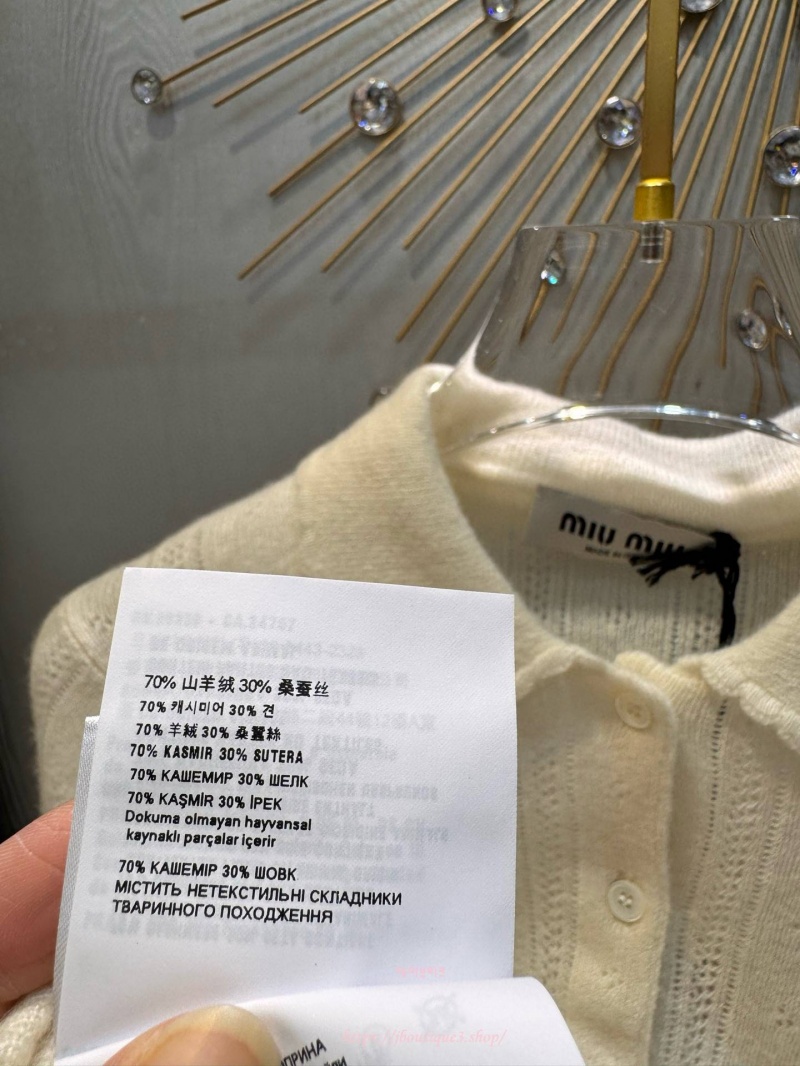 miu miu
70% 山羊绒 30% 桑蚕丝
70% 캐시미어 30% 견
70% 羊絨 30% 桑蠶絲
70% KASMIR 30% SUTERA
70% КАШЕМИР 30% ШЕЛК
70% KAŞMİR 30% İPEK
Dokuma olmayan hayvansal
kaynaklı parçalar içerir
70% КАШЕМІР 30% ШОВК
МІСТИТЬ НЕТЕКСТИЛЬНІ СКЛАДНИКИ
ТВАРИННОГО ПОХОДЖЕННЯ